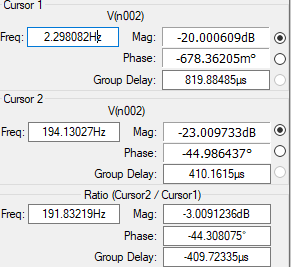 Cursor 1
V(n002)
Freq: 2.298082Hz Mag: -20.000609dB
Phase: -678.36205m°
Group Delay: 819.88485µs
Cursor 2
V(n002)
Freq: 194.13027Hz Mag: -23.009733dB
Phase: -44.986437°
Group Delay: 410.1615µs
Ratio (Cursor2 / Cursor1)
Freq: 191.83219Hz Mag: -3.0091236dB
-44.308075°
Group Delay: -409.72335µs